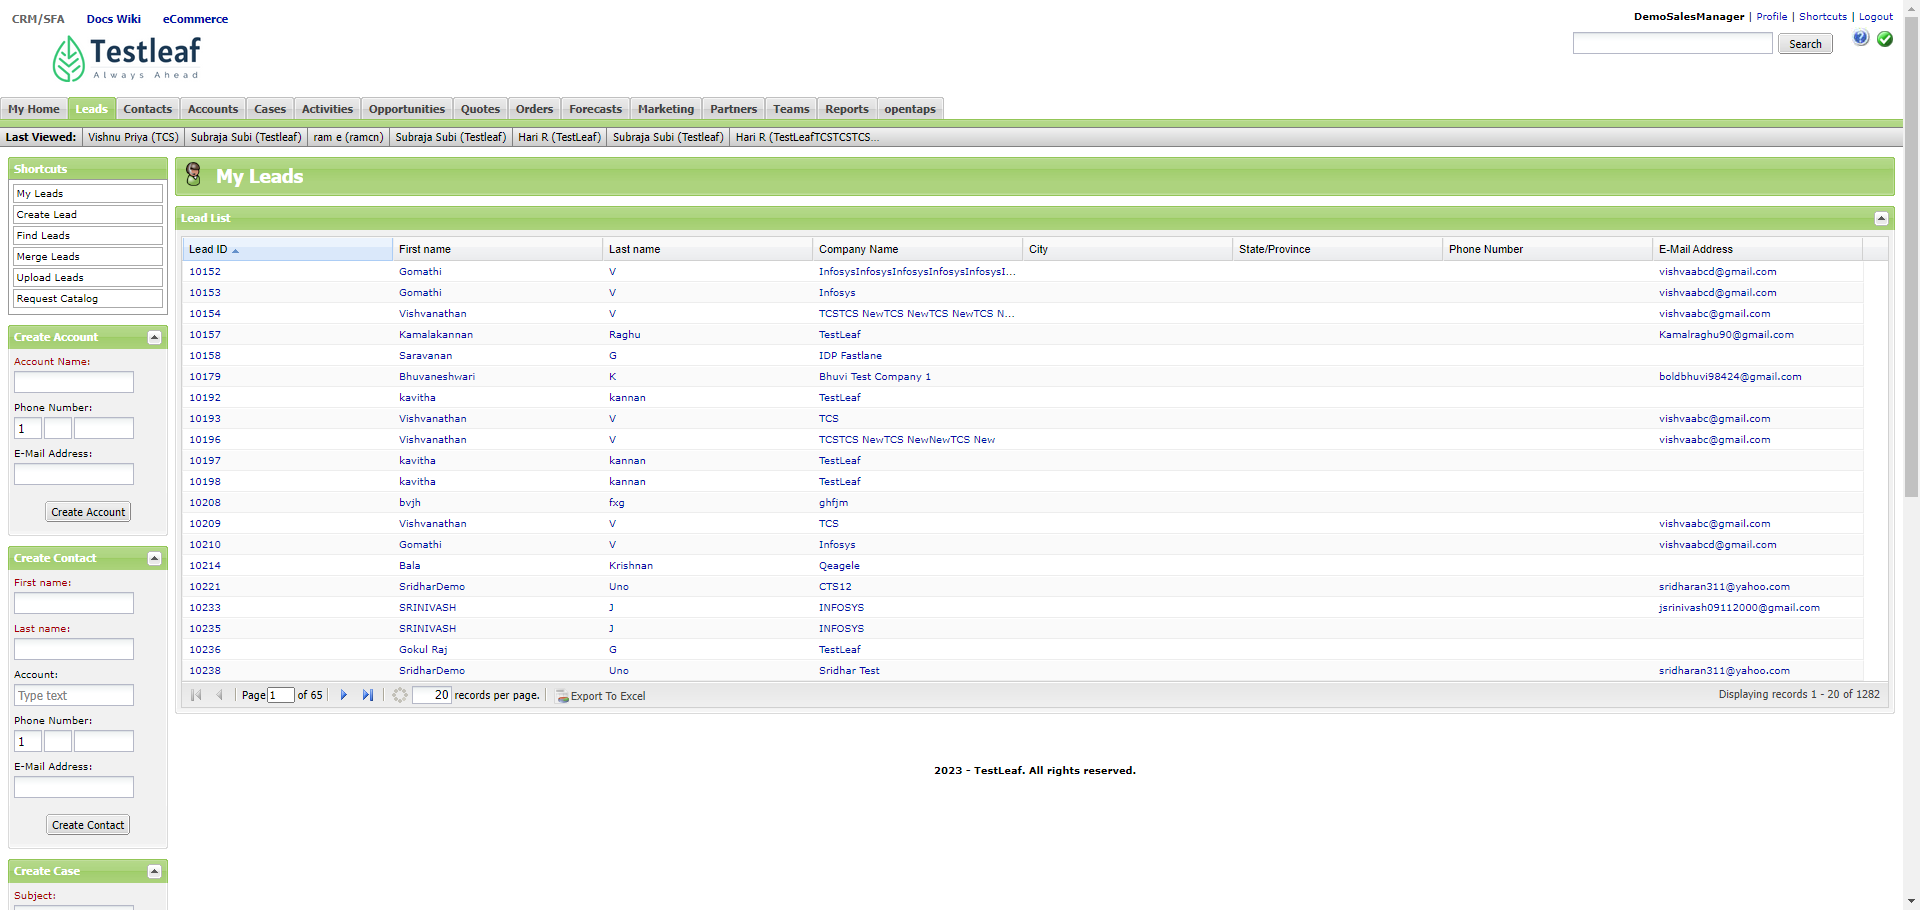 CRM/SFA Docs Wiki eCommerce
DemoSalesManager | Profile | Shortcuts | Logout
Testleaf
Always Ahead
Search
My Home Leads Contacts Accounts Cases Activities Opportunities Quotes Orders Forecasts Marketing Partners Teams Reports opentaps
Last Viewed: Vishnu Priya (TCS) Subraja Subi (Testleaf) ram e (ramcn) Subraja Subi (Testleaf) Hari R (TestLeaf) Subraja Subi (Testleaf) Hari R (TestLeafTCSTCSTCS...
Shortcuts
My Leads
Create Lead
Find Leads
Merge Leads
Upload Leads
Request Catalog
Create Account
Account Name:
Phone Number:
1
E-Mail Address:
Create Account
Create Contact
First name:
Last name:
Account:
Type text
Phone Number:
1
E-Mail Address:
Create Contact
Create Case
Subject:
My Leads
Lead List
Lead ID First name Last name Company Name City State/Province Phone Number E-Mail Address
10152 Gomathi V InfosysInfosysInfosysInfosysInfosysI... vishvaabcd@gmail.com
10153 Gomathi V Infosys vishvaabcd@gmail.com
10154 Vishvanathan V TCSTCS NewTCS NewTCS NewTCS N... vishvaabc@gmail.com
10157 Kamalakannan Raghu TestLeaf Kamalraghu90@gmail.com
10158 Saravanan G IDP Fastlane
10179 Bhuvaneshwari K Bhuvi Test Company 1 boldbhuvi98424@gmail.com
10192 kavitha kannan TestLeaf
10193 Vishvanathan V TCS vishvaabc@gmail.com
10196 Vishvanathan V TCSTCS NewTCS NewNewTCS New vishvaabc@gmail.com
10197 kavitha kannan TestLeaf
10198 kavitha kannan TestLeaf
10208 bvjh fxg ghfjm
10209 Vishvanathan V TCS vishvaabc@gmail.com
10210 Gomathi V Infosys vishvaabcd@gmail.com
10214 Bala Krishnan Qeagele
10221 SridharDemo Uno CTS12 sridharan311@yahoo.com
10233 SRINIVASH J INFOSYS jsrinivash09112000@gmail.com
10235 SRINIVASH J INFOSYS
10236 Gokul Raj G TestLeaf
10238 SridharDemo Uno Sridhar Test sridharan311@yahoo.com
Page 1 of 65 20 records per page. Export To Excel Displaying records 1 - 20 of 1282
2023 - TestLeaf. All rights reserved.